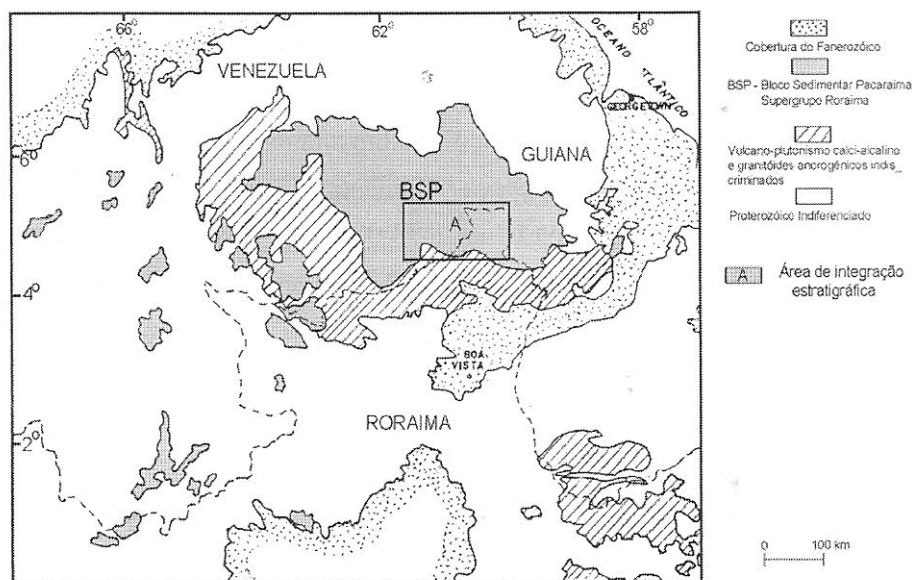 66°
62°
58°
VENEZUELA
OCEANO
ATLÂNTICO
GEORGETOWN
GUIANA
6°
BSP
A
4°
BOA
VISTA
RORAIMA
2°
Cobertura do Fanerozóico
BSP - Bloco Sedimentar Pacaraima
Supergrupo Roraima
Vulcano-plutonismo calci-alcalino
e granitóides anorogênicos indis_
criminados
Proterozóico Indiferenciado
A
Área de integração
estratigráfica
0 100 km